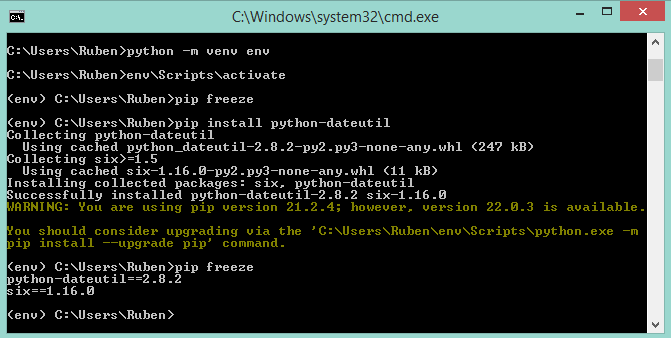 C:\Windows\system32\cmd.exe
C:\Users\Ruben>python -m venv env
C:\Users\Ruben>env\Scripts\activate
(env) C:\Users\Ruben>pip freeze
(env) C:\Users\Ruben>pip install python-dateutil
Collecting python-dateutil
  Using cached python_dateutil-2.8.2-py2.py3-none-any.whl (247 kB)
Collecting six>=1.5
  Using cached six-1.16.0-py2.py3-none-any.whl (11 kB)
Installing collected packages: six, python-dateutil
Successfully installed python-dateutil-2.8.2 six-1.16.0
WARNING: You are using pip version 21.2.4; however, version 22.0.3 is available.
You should consider upgrading via the 'C:\Users\Ruben\env\Scripts\python.exe -m
pip install --upgrade pip' command.
(env) C:\Users\Ruben>pip freeze
python-dateutil==2.8.2
six==1.16.0
(env) C:\Users\Ruben>